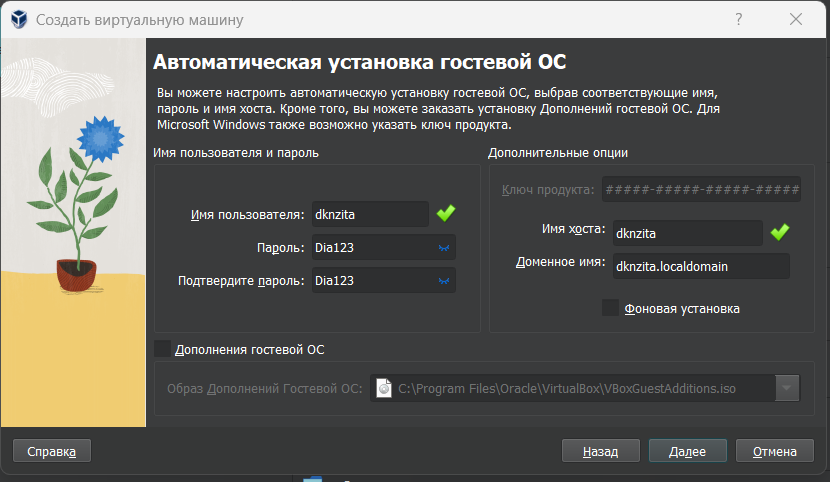 Создать виртуальную машину
?
Автоматическая установка гостевой ОС
Вы можете настроить автоматическую установку гостевой ОС, выбрав соответствующие имя,
пароль и имя хоста. Кроме того, вы можете заказать установку Дополнений гостевой ОС. Для
Microsoft Windows также возможно указать ключ продукта.
Имя пользователя и пароль
Имя пользователя: dknzita
Пароль: Dia123
Подтвердите пароль: Dia123
Дополнительные опции
Ключ продукта: #####-#####-#####-#####
Имя хоста: dknzita
Доменное имя: dknzita.localdomain
Фоновая установка
Дополнения гостевой ОС
Образ Дополнений Гостевой ОС: C:\Program Files\Oracle\VirtualBox\VBoxGuestAdditions.iso
Справка Назад Далее Отмена